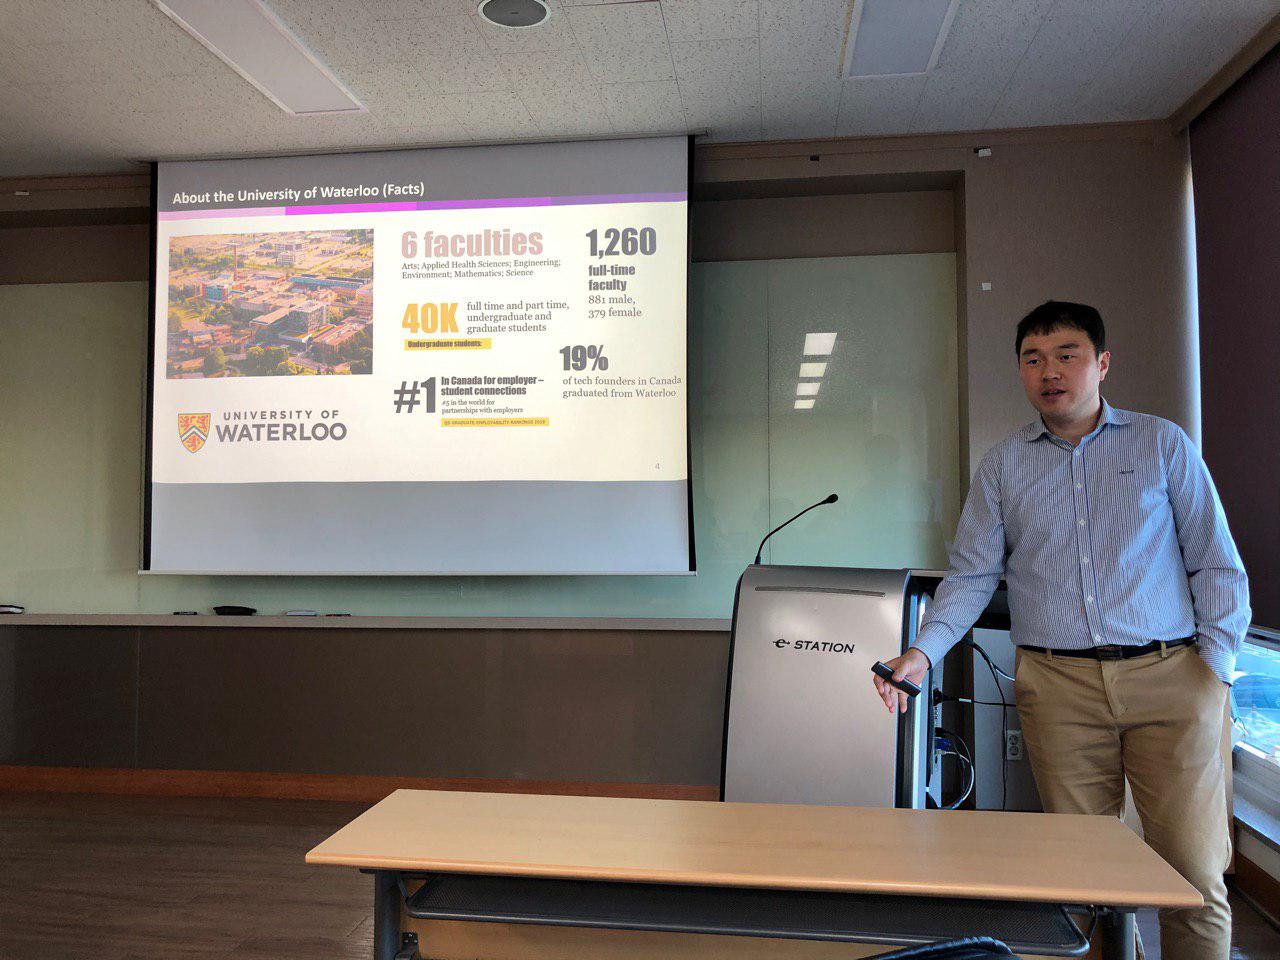 About the University of Waterloo (Facts)
6 faculties
Arts; Applied Health Sciences; Engineering;
Environment; Mathematics; Science
1,260
full-time
faculty
881 male,
379 female
40K
full time and part time,
undergraduate and
graduate students
Undergraduate students:
19%
of tech founders in Canada
graduated from Waterloo
#1
In Canada for employer –
student connections
#5 in the world for
partnerships with employers
QS GRADUATE EMPLOYABILITY RANKINGS 2019
UNIVERSITY OF
WATERLOO
4
e STATION